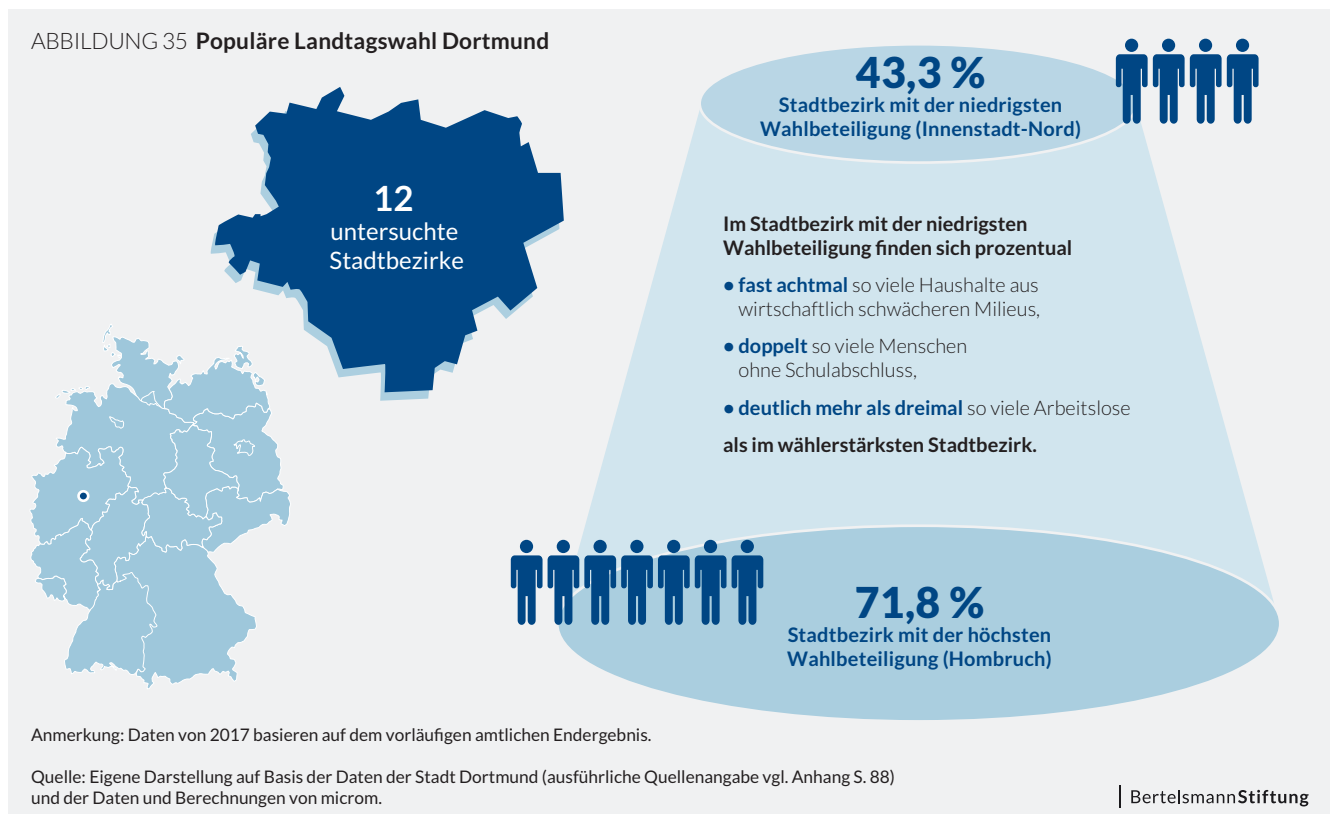 ABBILDUNG 35 Populäre Landtagswahl Dortmund
12
untersuchte
Stadtbezirke
43,3 %
Stadtbezirk mit der niedrigsten
Wahlbeteiligung (Innenstadt-Nord)
Im Stadtbezirk mit der niedrigsten
Wahlbeteiligung finden sich prozentual
• fast achtmal so viele Haushalte aus
wirtschaftlich schwächeren Milieus,
• doppelt so viele Menschen
ohne Schulabschluss,
• deutlich mehr als dreimal so viele Arbeitslose
als im wählerstärksten Stadtbezirk.
71,8 %
Stadtbezirk mit der höchsten
Wahlbeteiligung (Hombruch)
Anmerkung: Daten von 2017 basieren auf dem vorläufigen amtlichen Endergebnis.
Quelle: Eigene Darstellung auf Basis der Daten der Stadt Dortmund (ausführliche Quellenangabe vgl. Anhang S. 88)
und der Daten und Berechnungen von microm.
BertelsmannStiftung